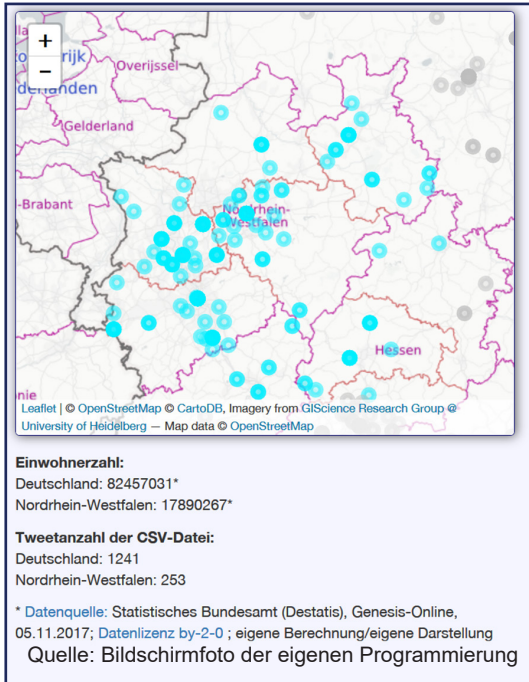 +
−
Overijssel
Gelderland
-Brabant
Nordrhein-
Westfalen
Hessen
nie
Leaflet | © OpenStreetMap © CartoDB, Imagery from GIScience Research Group @
University of Heidelberg — Map data © OpenStreetMap
Einwohnerzahl:
Deutschland: 82457031*
Nordrhein-Westfalen: 17890267*
Tweetanzahl der CSV-Datei:
Deutschland: 1241
Nordrhein-Westfalen: 253
* Datenquelle: Statistisches Bundesamt (Destatis), Genesis-Online,
05.11.2017; Datenlizenz by-2-0 ; eigene Berechnung/eigene Darstellung
Quelle: Bildschirmfoto der eigenen Programmierung